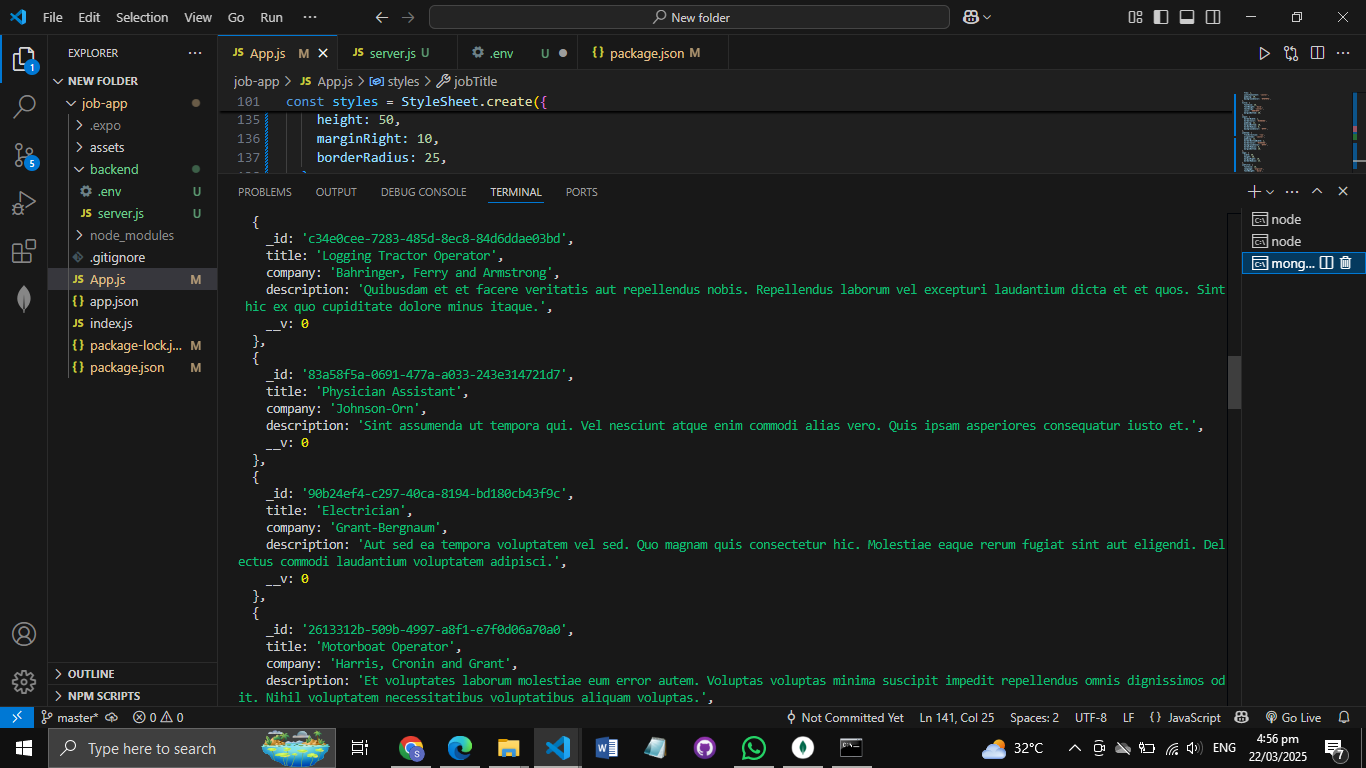 File Edit Selection View Go Run ··· New folder
EXPLORER ···
NEW FOLDER
job-app
.expo
assets
backend
.env U
JS server.js U
node_modules
.gitignore
JS App.js M
{} app.json
JS index.js
{} package-lock.j... M
{} package.json M
OUTLINE
NPM SCRIPTS
1
5
JS App.js M
JS server.js U
.env U
{} package.json M
job-app > JS App.js > styles > jobTitle
101 const styles = StyleSheet.create({
135 height: 50,
136 marginRight: 10,
137 borderRadius: 25,
PROBLEMS OUTPUT DEBUG CONSOLE TERMINAL PORTS
{
_id: 'c34e0cee-7283-485d-8ec8-84d6ddae03bd',
title: 'Logging Tractor Operator',
company: 'Bahringer, Ferry and Armstrong',
description: 'Quibusdam et et facere veritatis aut repellendus nobis. Repellendus laborum vel excepturi laudantium dicta et et quos. Sint
hic ex quo cupiditate dolore minus itaque.',
__v: 0
},
{
_id: '83a58f5a-0691-477a-a033-243e314721d7',
title: 'Physician Assistant',
company: 'Johnson-Orn',
description: 'Sint assumenda ut tempora qui. Vel nesciunt atque enim commodi alias vero. Quis ipsam asperiores consequatur iusto et.',
__v: 0
},
{
_id: '90b24ef4-c297-40ca-8194-bd180cb43f9c',
title: 'Electrician',
company: 'Grant-Bergnaum',
description: 'Aut sed ea tempora voluptatem vel sed. Quo magnam quis consectetur hic. Molestiae eaque rerum fugiat sint aut eligendi. Del
ectus commodi laudantium voluptatem adipisci.',
__v: 0
},
{
_id: '2613312b-509b-4997-a8f1-e7f0d06a70a0',
title: 'Motorboat Operator',
company: 'Harris, Cronin and Grant',
description: 'Et voluptates laborum molestiae eum error autem. Voluptas voluptas minima suscipit impedit repellendus omnis dignissimos od
it. Nihil voluptatem necessitatibus voluptatibus aliquam voluptas.',
node
node
mong...
master* 0 0 Not Committed Yet Ln 141, Col 25 Spaces: 2 UTF-8 LF {} JavaScript Go Live
Type here to search
32°C
ENG
4:56 pm
22/03/2025
7